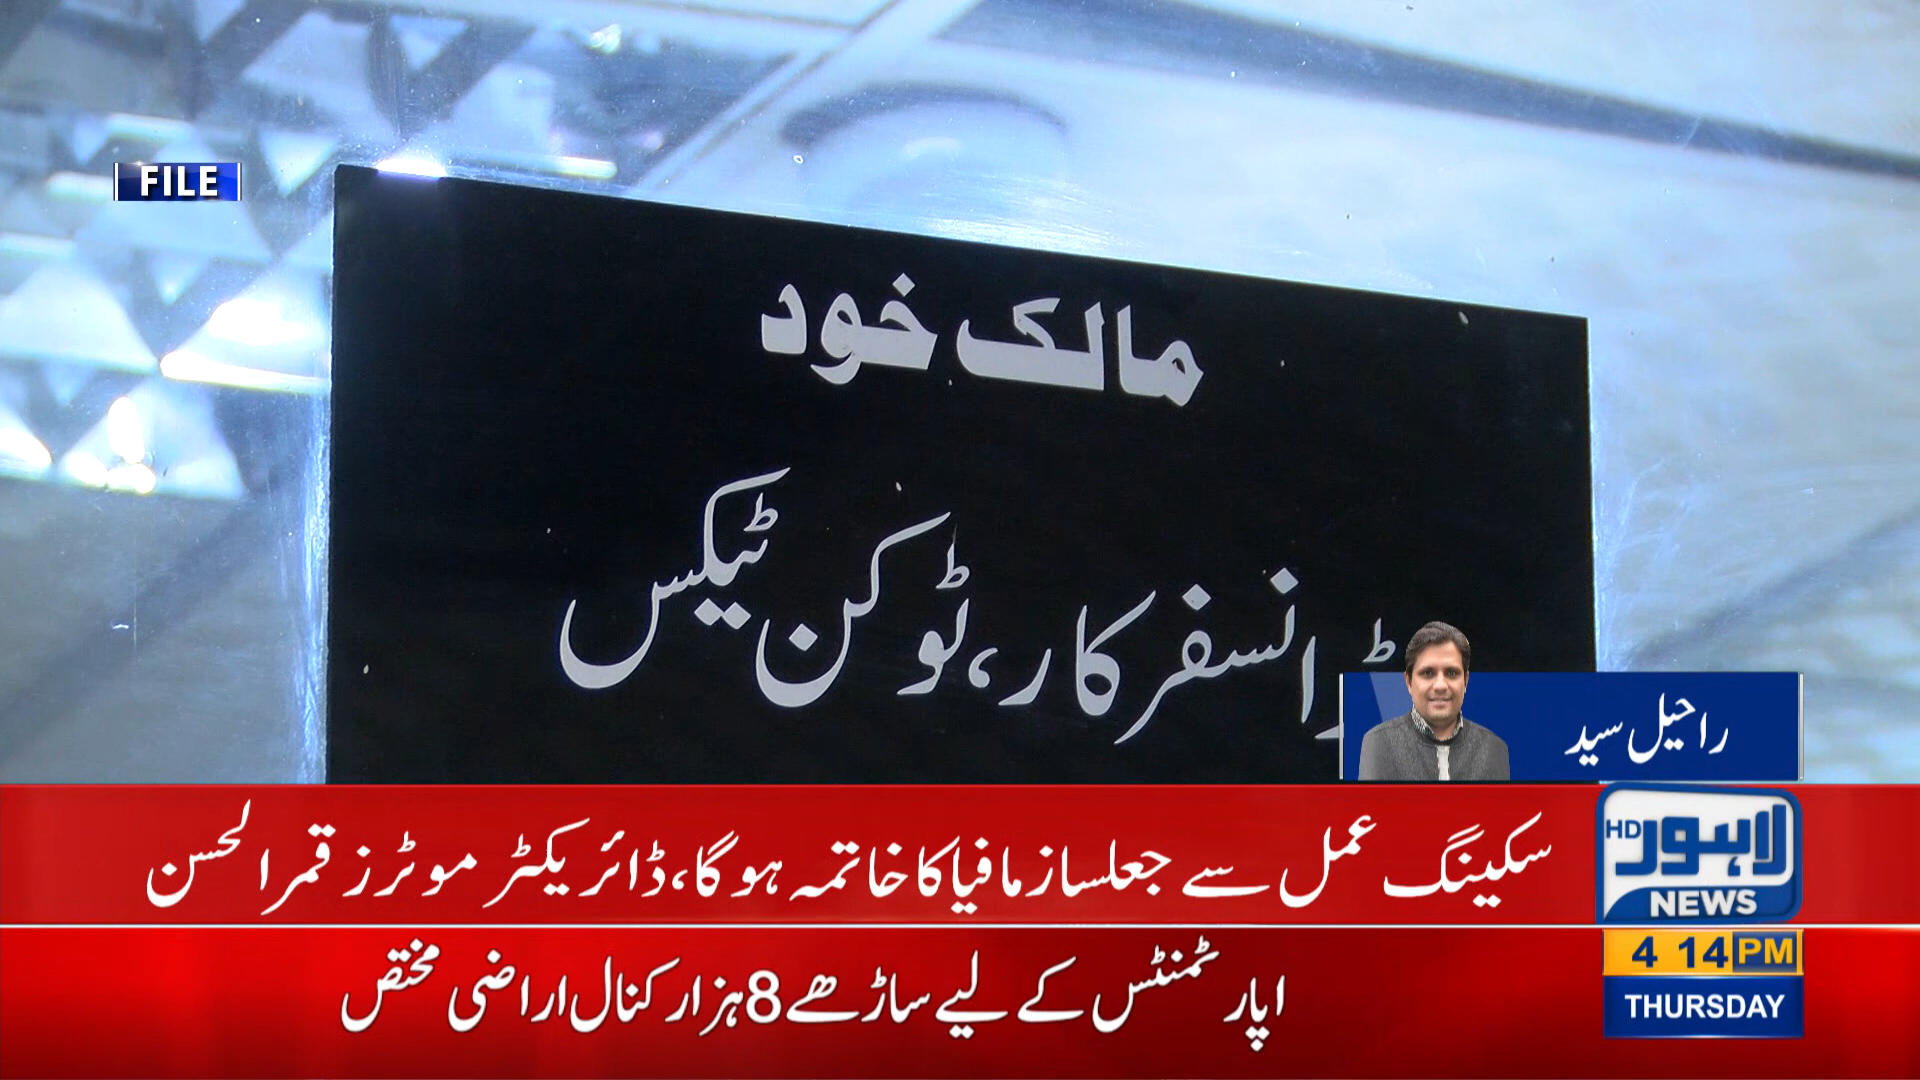 FILE
مالک خود
ٹرانسفر کار، ٹوکن ٹیکس
راحیل سید
سکینگ عمل سے جعلساز مافیا کا خاتمہ ہوگا، ڈائریکٹر موٹرز قمر الحسن
HD لاہور
NEWS
4 14 PM
THURSDAY
اپارٹمنٹس کے لیے ساڑھے 8 ہزار کنال اراضی مختص